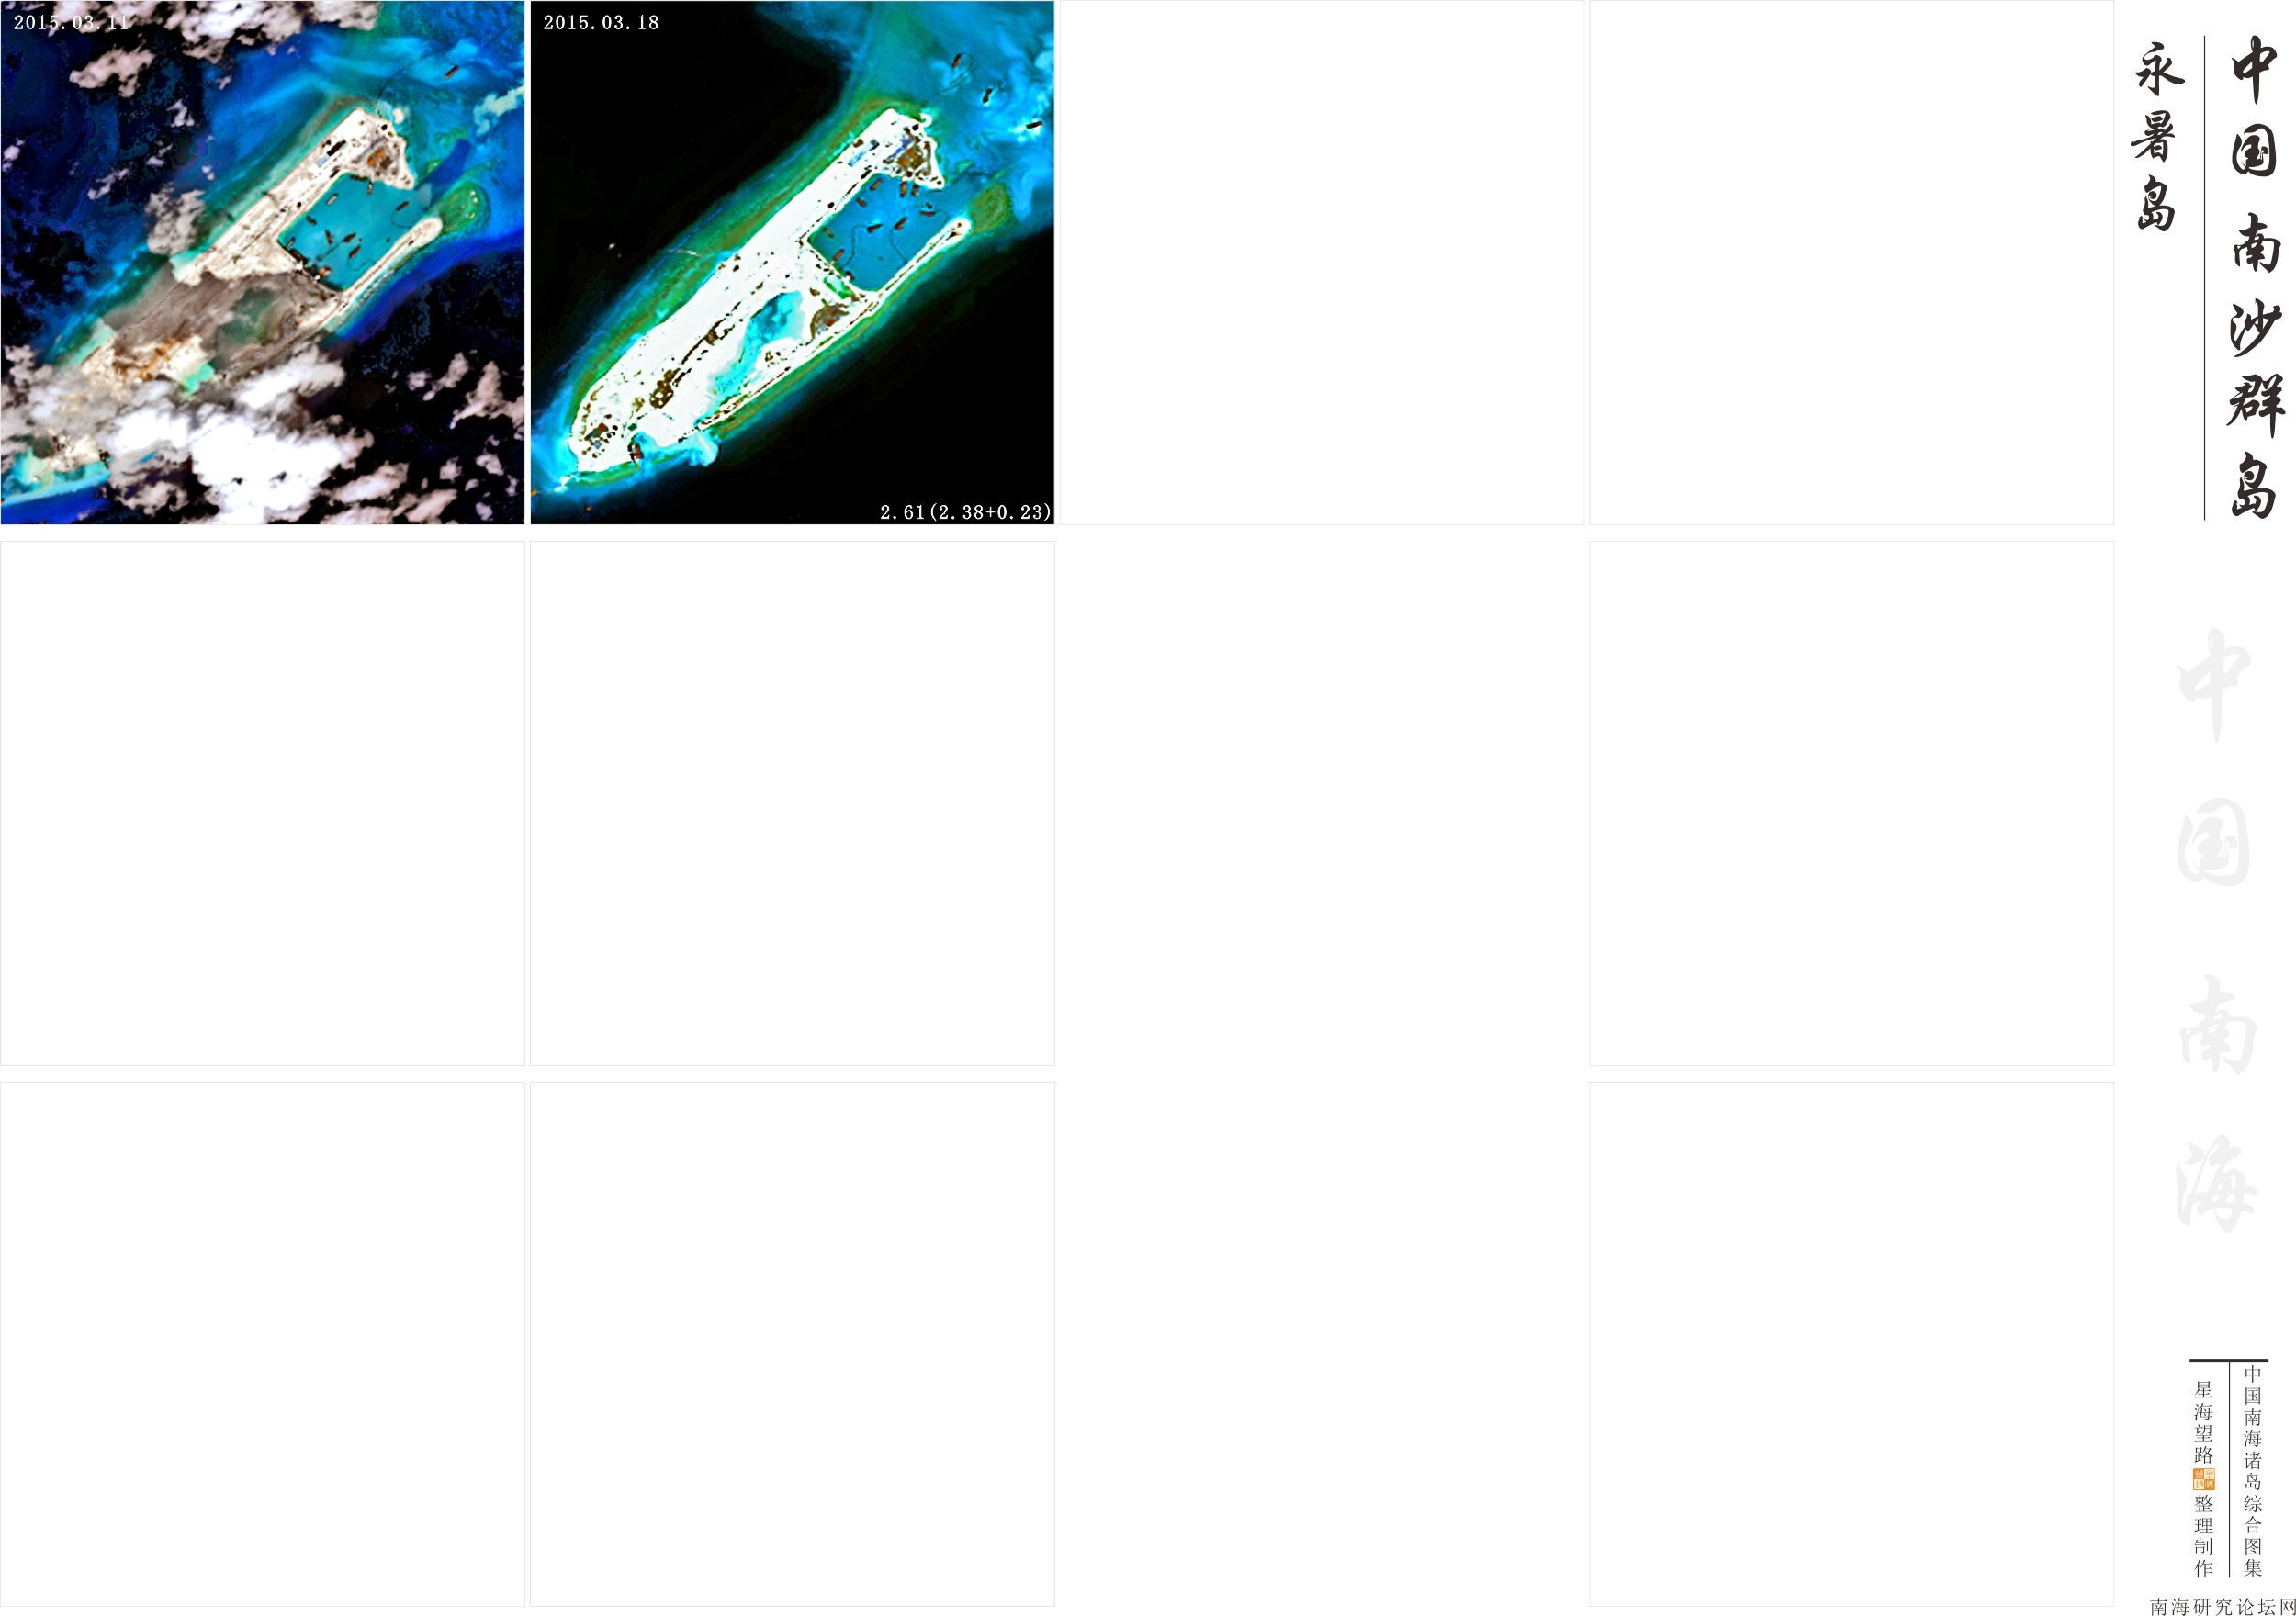 2015.03.11
2015.03.18
2.61(2.38+0.23)
中国南沙群岛
永暑岛
中国南海
中国南海诸岛综合图集
星海望路
整理制作
南海研究论坛网